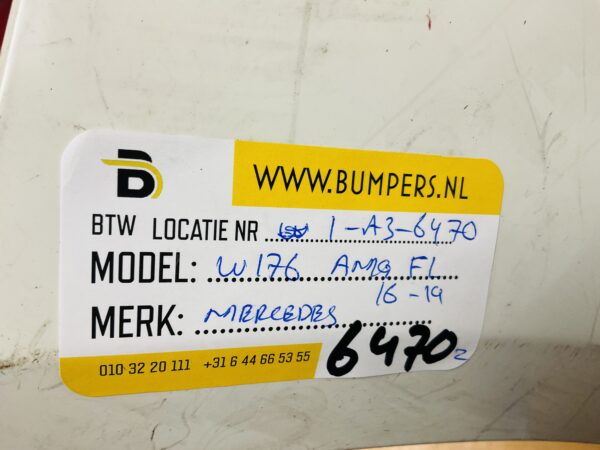 B WWW.BUMPERS.NL
BTW LOCATIE NR 1-A3-6470
MODEL: W176 AMG FL
16-19
MERK: MERCEDES
010 32 20 111 +31 6 44 66 53 55
6470 z